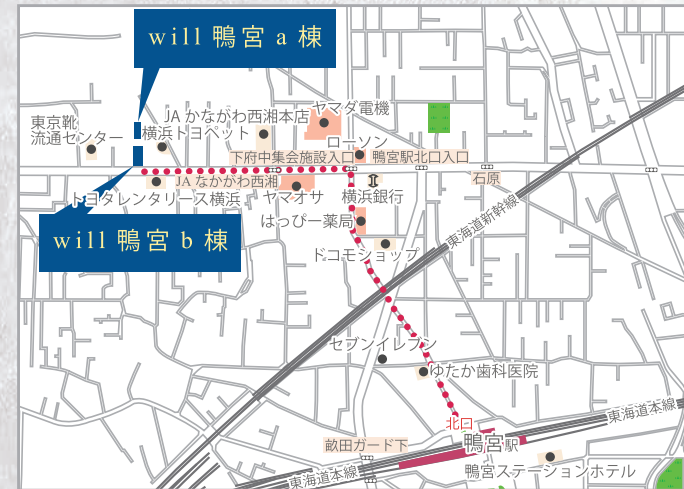 will 鴨宮 a 棟
東京靴
流通センター
JA かながわ西湘本店
横浜トヨペット
ヤマダ電機
ローソン
下府中集会施設入口
鴨宮駅北口入口
トヨタレンタリース横浜
JA なかがわ西湘
ヤマオサ
横浜銀行
石原
will 鴨宮 b 棟
はっぴー薬局
ドコモショップ
東海道新幹線
セブンイレブン
ゆたか歯科医院
北口
鴨宮駅
東海道本線
畝田ガード下
東海道本線
鴨宮ステーションホテル